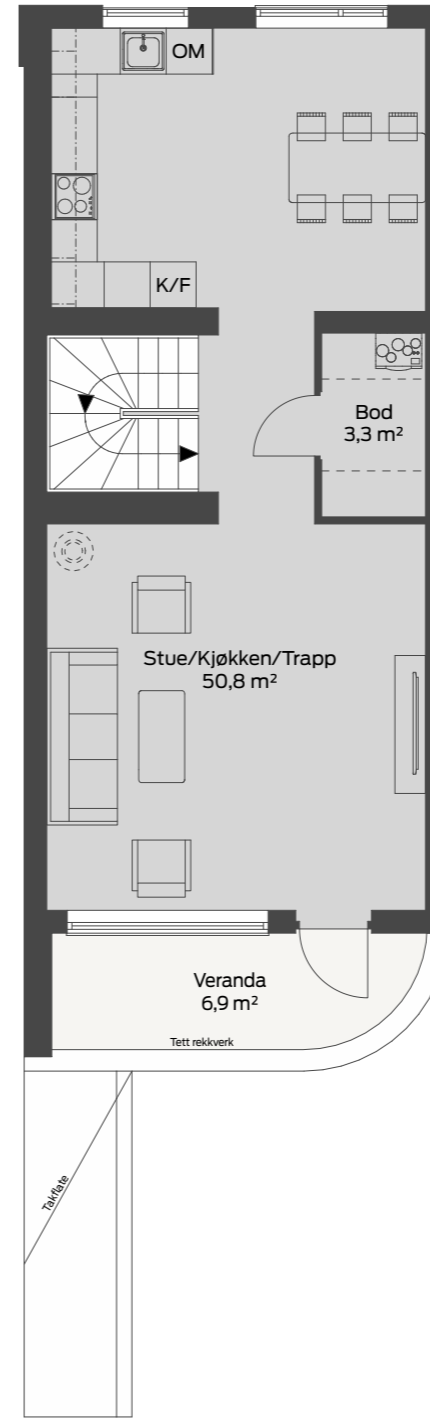 OM
K/F
Bod
3,3 m²
Stue/Kjøkken/Trapp
50,8 m²
Veranda
6,9 m²
Tett rekkverk
Takflate